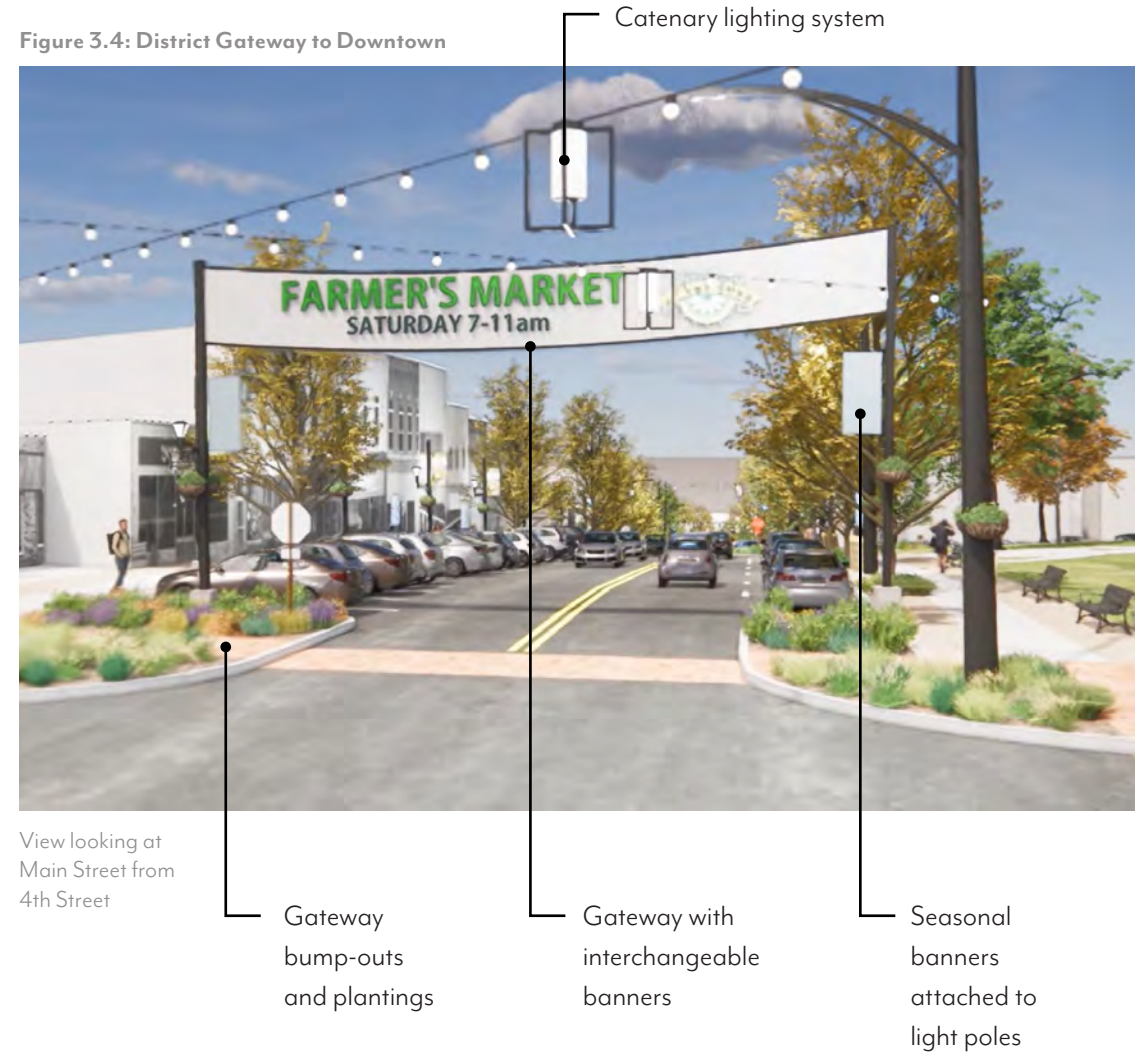 Catenary lighting system
Figure 3.4: District Gateway to Downtown
FARMER'S MARKET
SATURDAY 7-11am
View looking at
Main Street from
4th Street
Gateway
bump-outs
and plantings
Gateway with
interchangeable
banners
Seasonal
banners
attached to
light poles